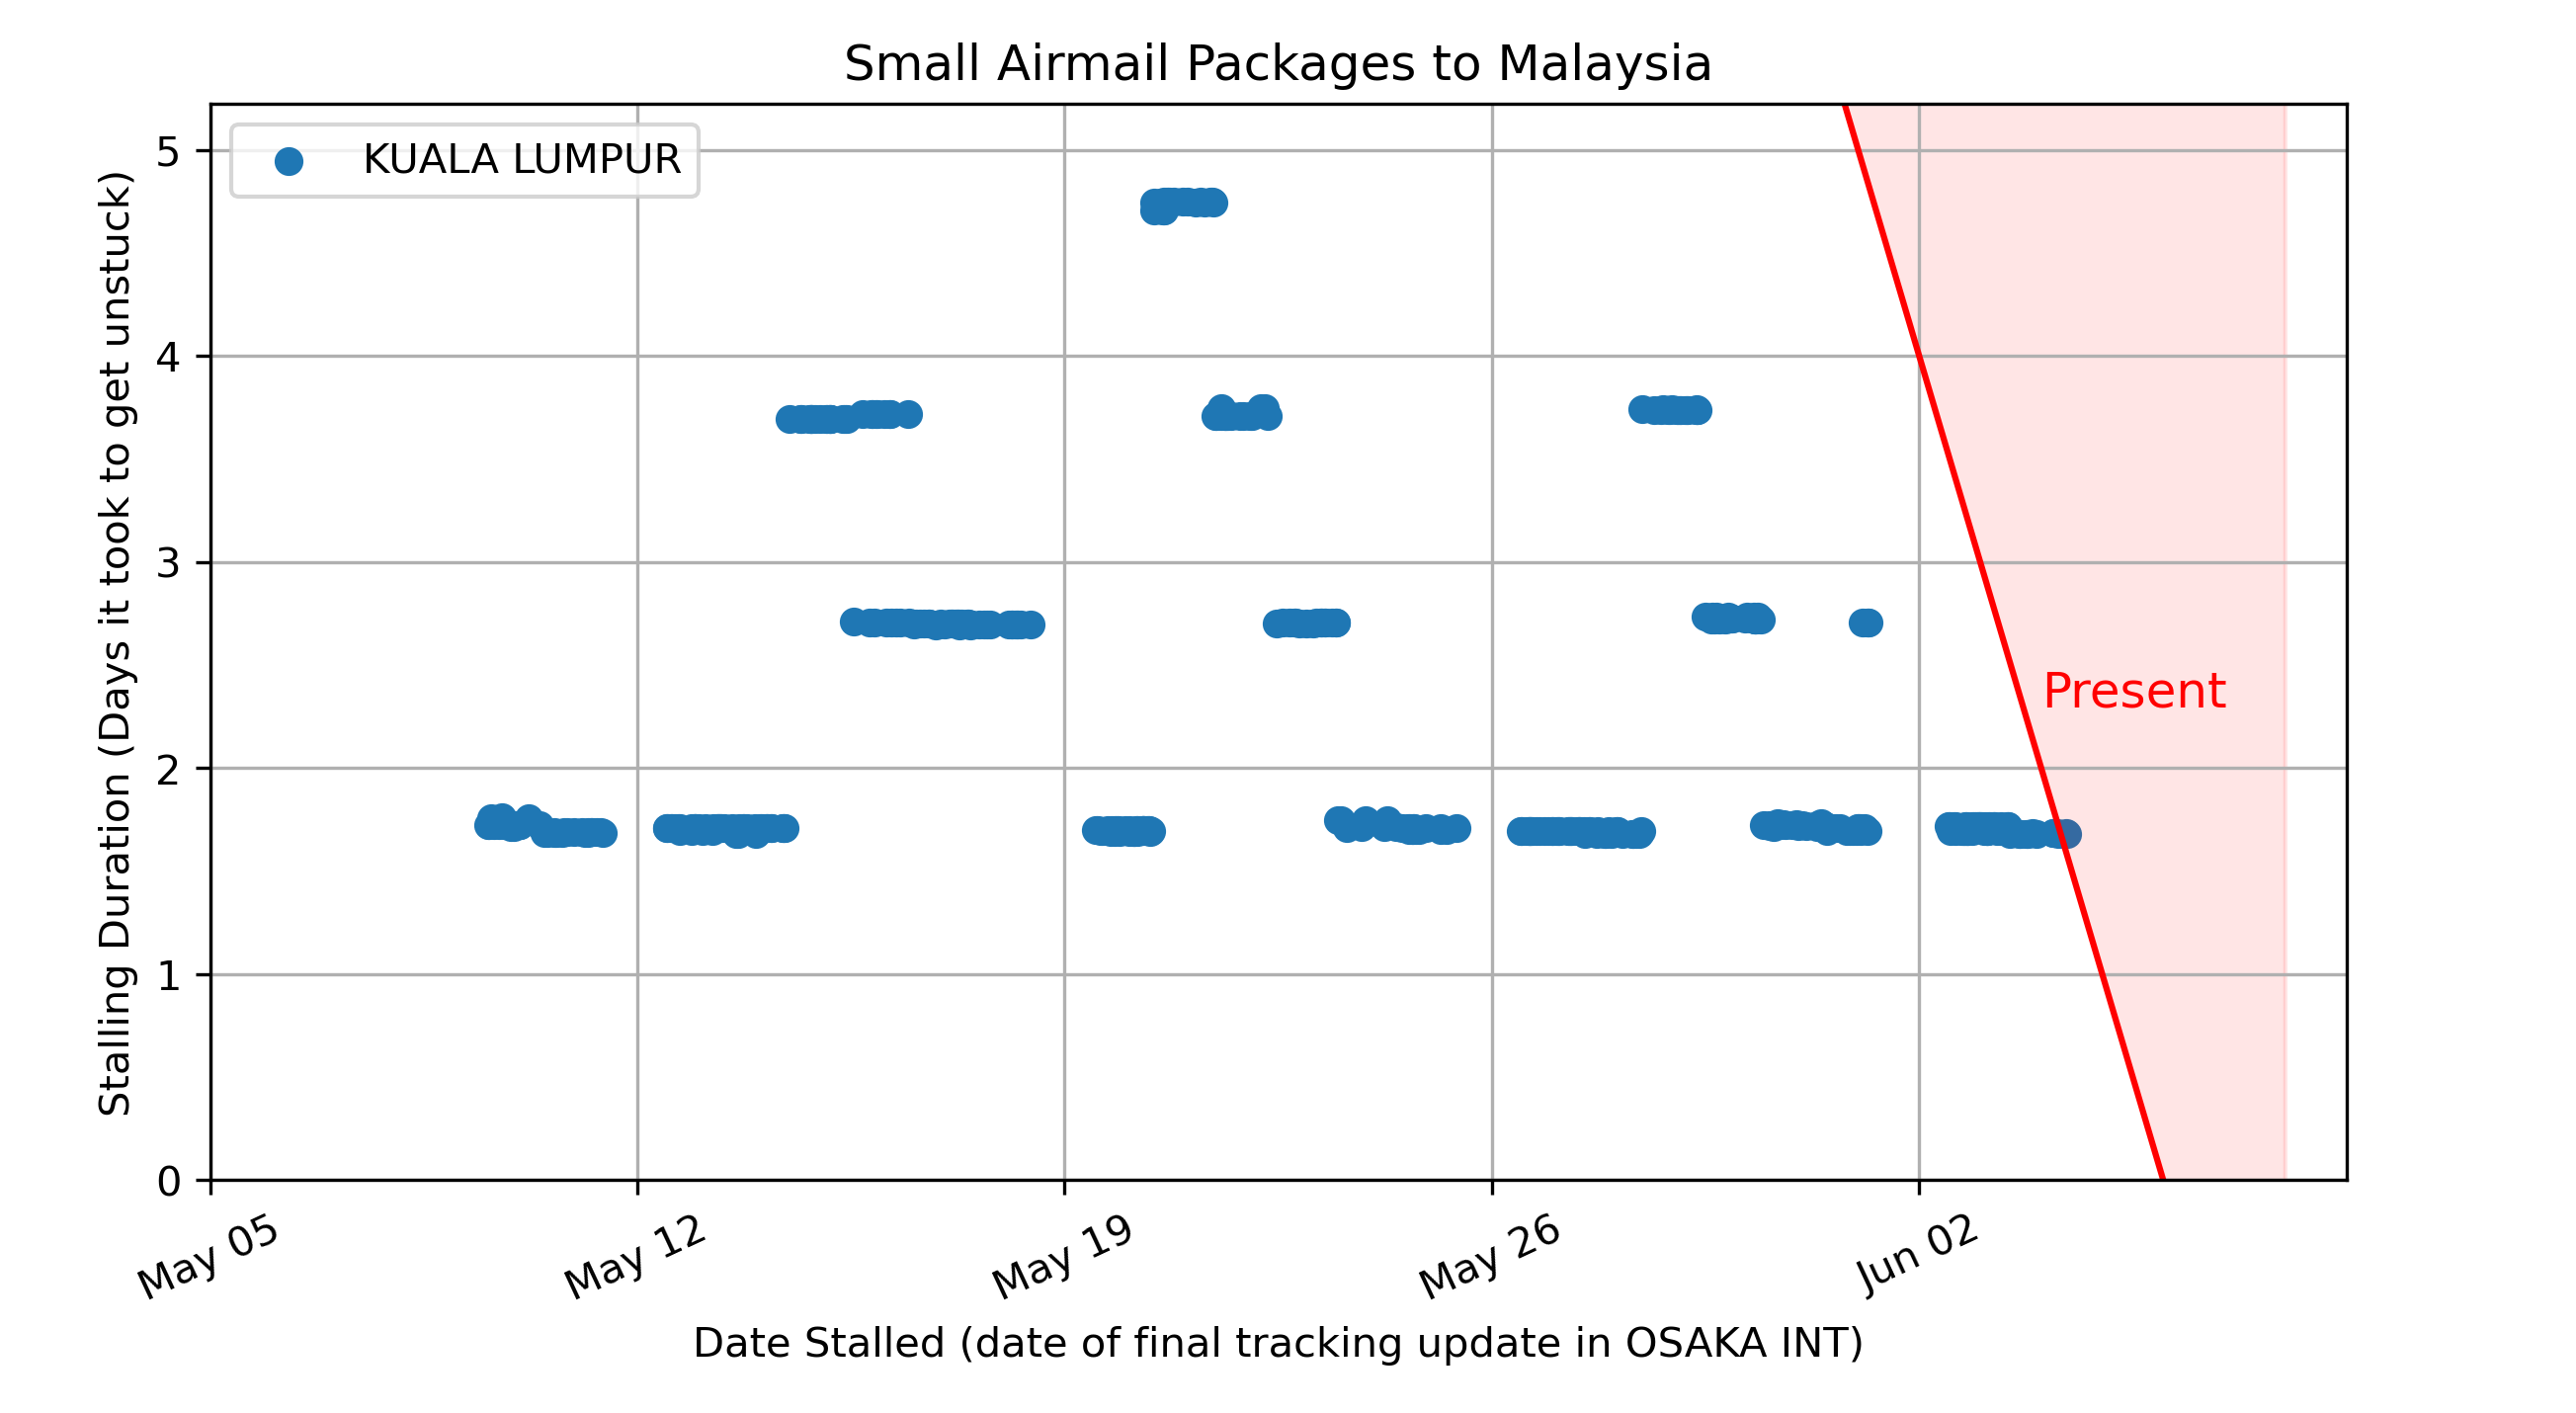 Small Airmail Packages to Malaysia
KUALA LUMPUR
Stalling Duration (Days it took to get unstuck)
5
4
3
2
1
0
Present
May 05
May 12
May 19
May 26
Jun 02
Date Stalled (date of final tracking update in OSAKA INT)